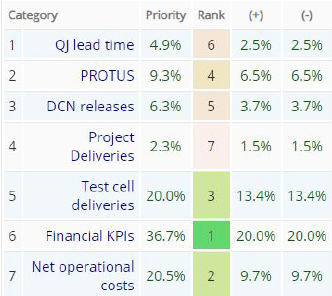 Category Priority Rank (+) (-)
1 QJ lead time 4.9% 6 2.5% 2.5%
2 PROTUS 9.3% 4 6.5% 6.5%
3 DCN releases 6.3% 5 3.7% 3.7%
4 Project Deliveries 2.3% 7 1.5% 1.5%
5 Test cell deliveries 20.0% 3 13.4% 13.4%
6 Financial KPIs 36.7% 1 20.0% 20.0%
7 Net operational costs 20.5% 2 9.7% 9.7%